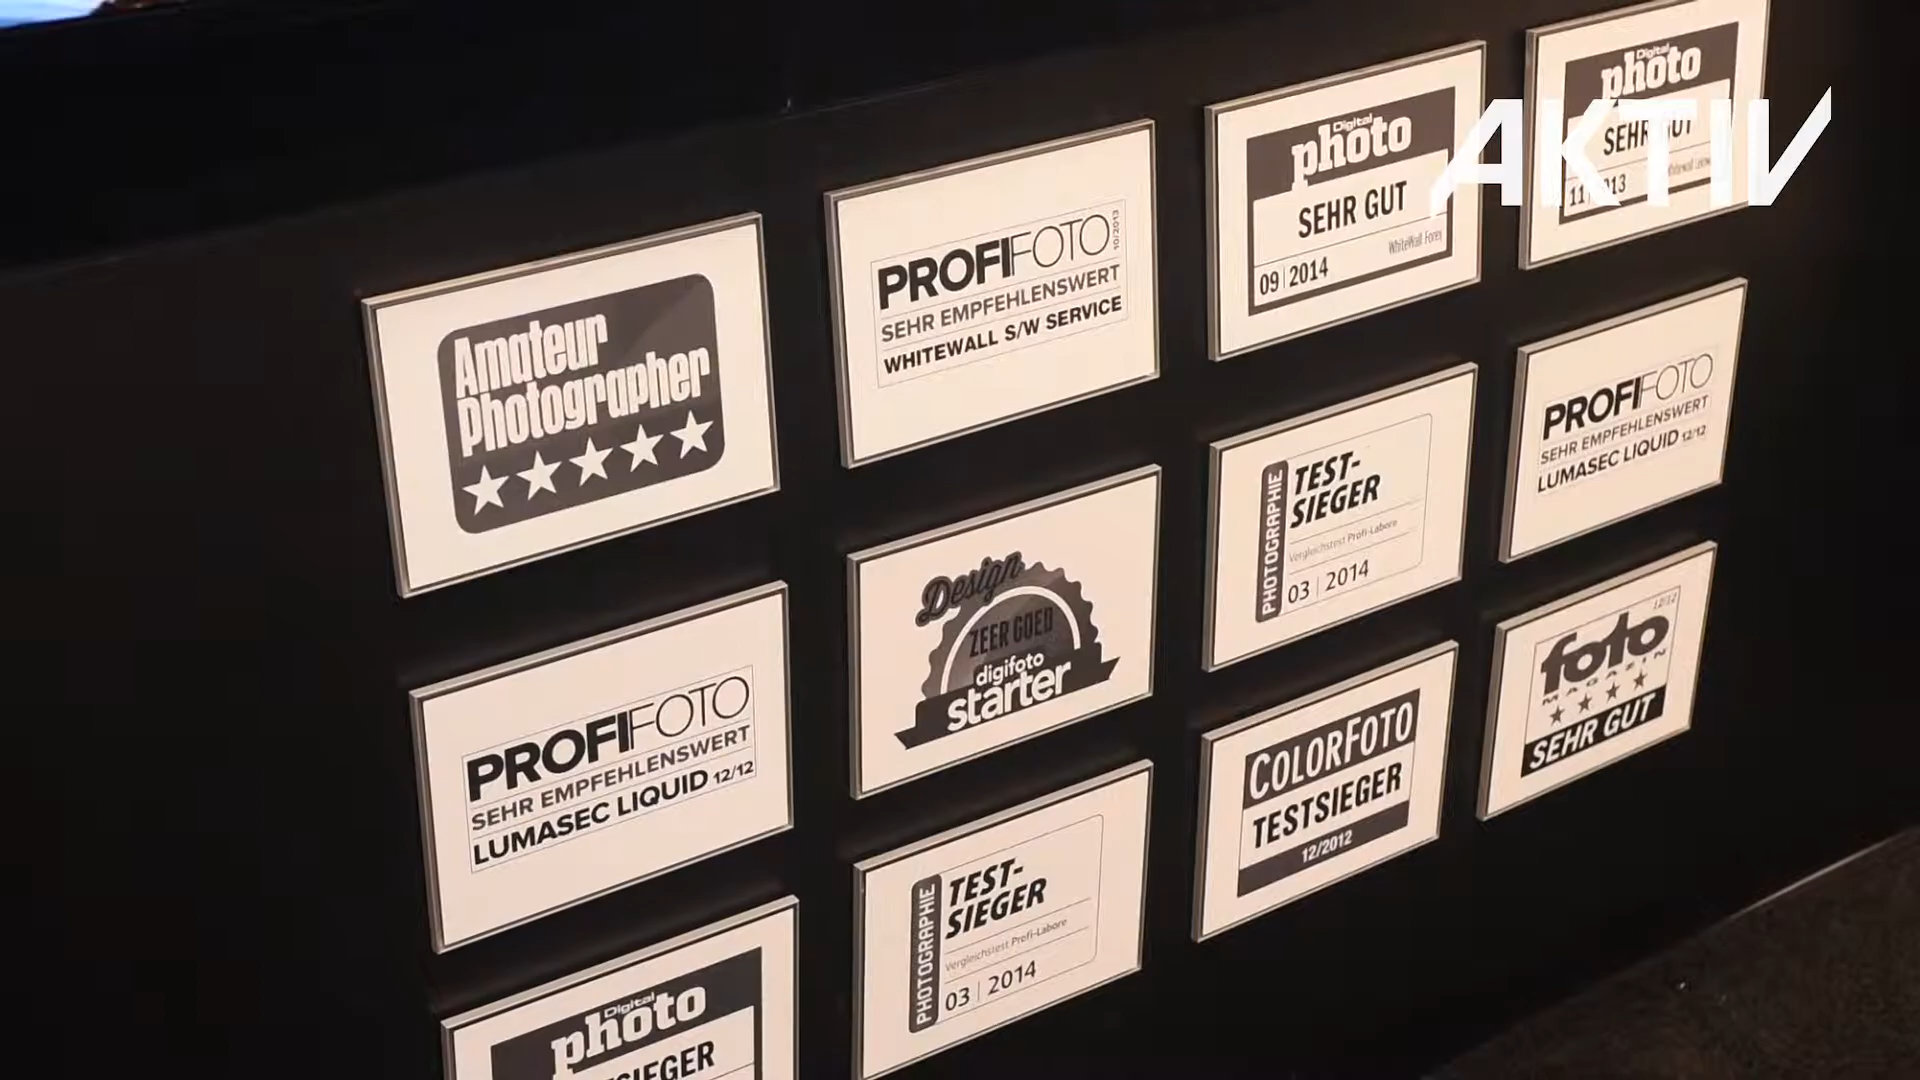 Amateur
Photographer
PROFIFOTO 10/2013
SEHR EMPFEHLENSWERT
WHITEWALL S/W SERVICE
Digital
photo
SEHR GUT
WhiteWall Forex
09 | 2014
Digital
photo
SEHR GUT
AKTIV
PROFIFOTO
SEHR EMPFEHLENSWERT
LUMASEC LIQUID 12/12
Design
ZEER GOED
digifoto
starter
PHOTOGRAPHIE
TEST-
SIEGER
Vergleichstest Profi-Labore
03 | 2014
PROFIFOTO
SEHR EMPFEHLENSWERT
LUMASEC LIQUID 12/12
Digital
photo
PHOTOGRAPHIE
TEST-
SIEGER
Vergleichstest Profi-Labore
03 | 2014
COLORFOTO
TESTSIEGER
12/2012
12/12
foto
MAGAZIN
SEHR GUT